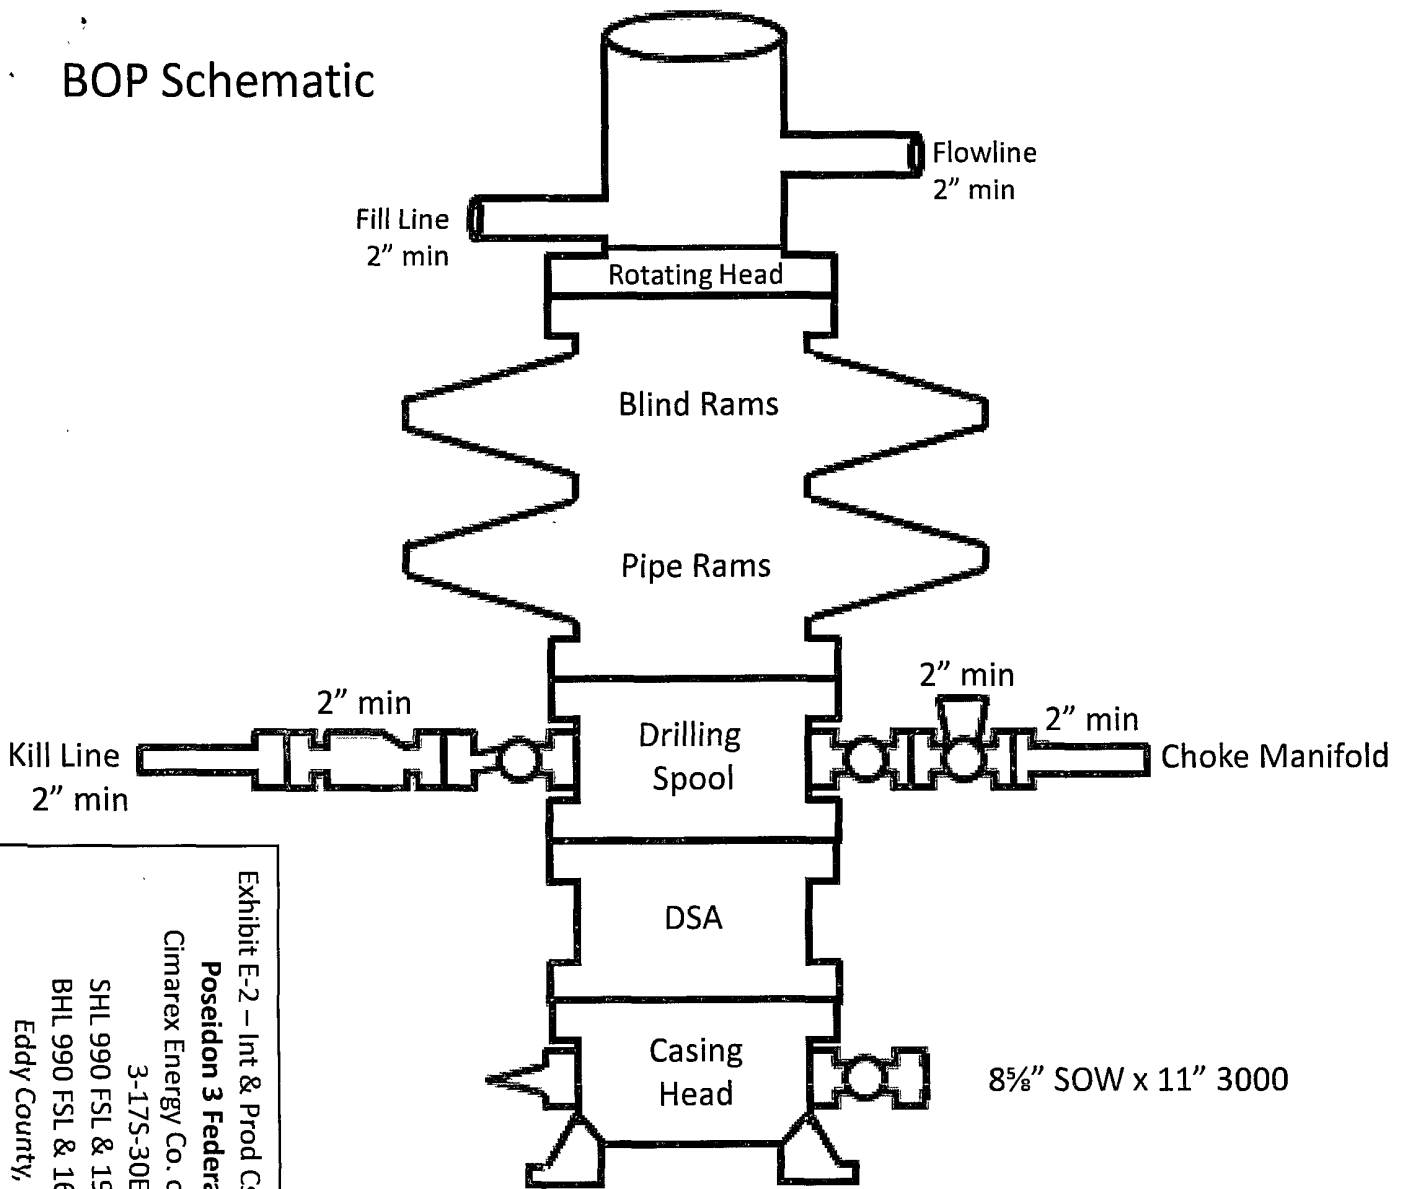 BOP Schematic
Flowline
2” min
Fill Line
2” min
Rotating Head
Blind Rams
Pipe Rams
2” min
2” min
2” min
Drilling
Spool
Kill Line
2” min
Choke Manifold
DSA
Casing
Head
8⅝” SOW x 11” 3000
Exhibit E-2 – Int & Prod
Poseidon 3
Cimarex Energy Co.
3-17S-30E
SHL 990 FSL &
BHL 990 FSL &
Eddy County,